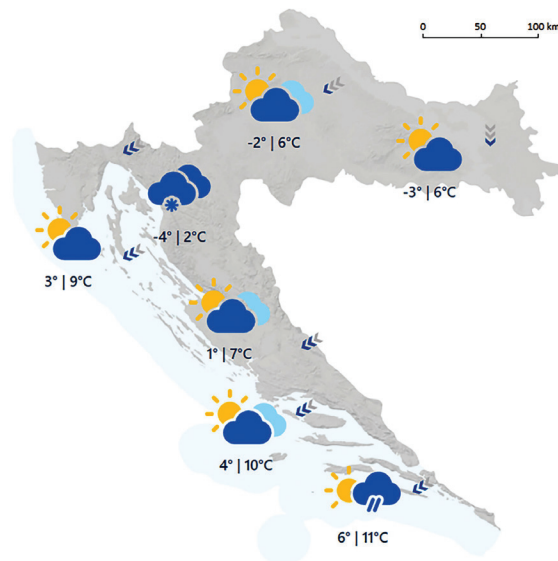 0 50 100 km
-2° | 6°C
-3° | 6°C
-4° | 2°C
3° | 9°C
1° | 7°C
4° | 10°C
6° | 11°C